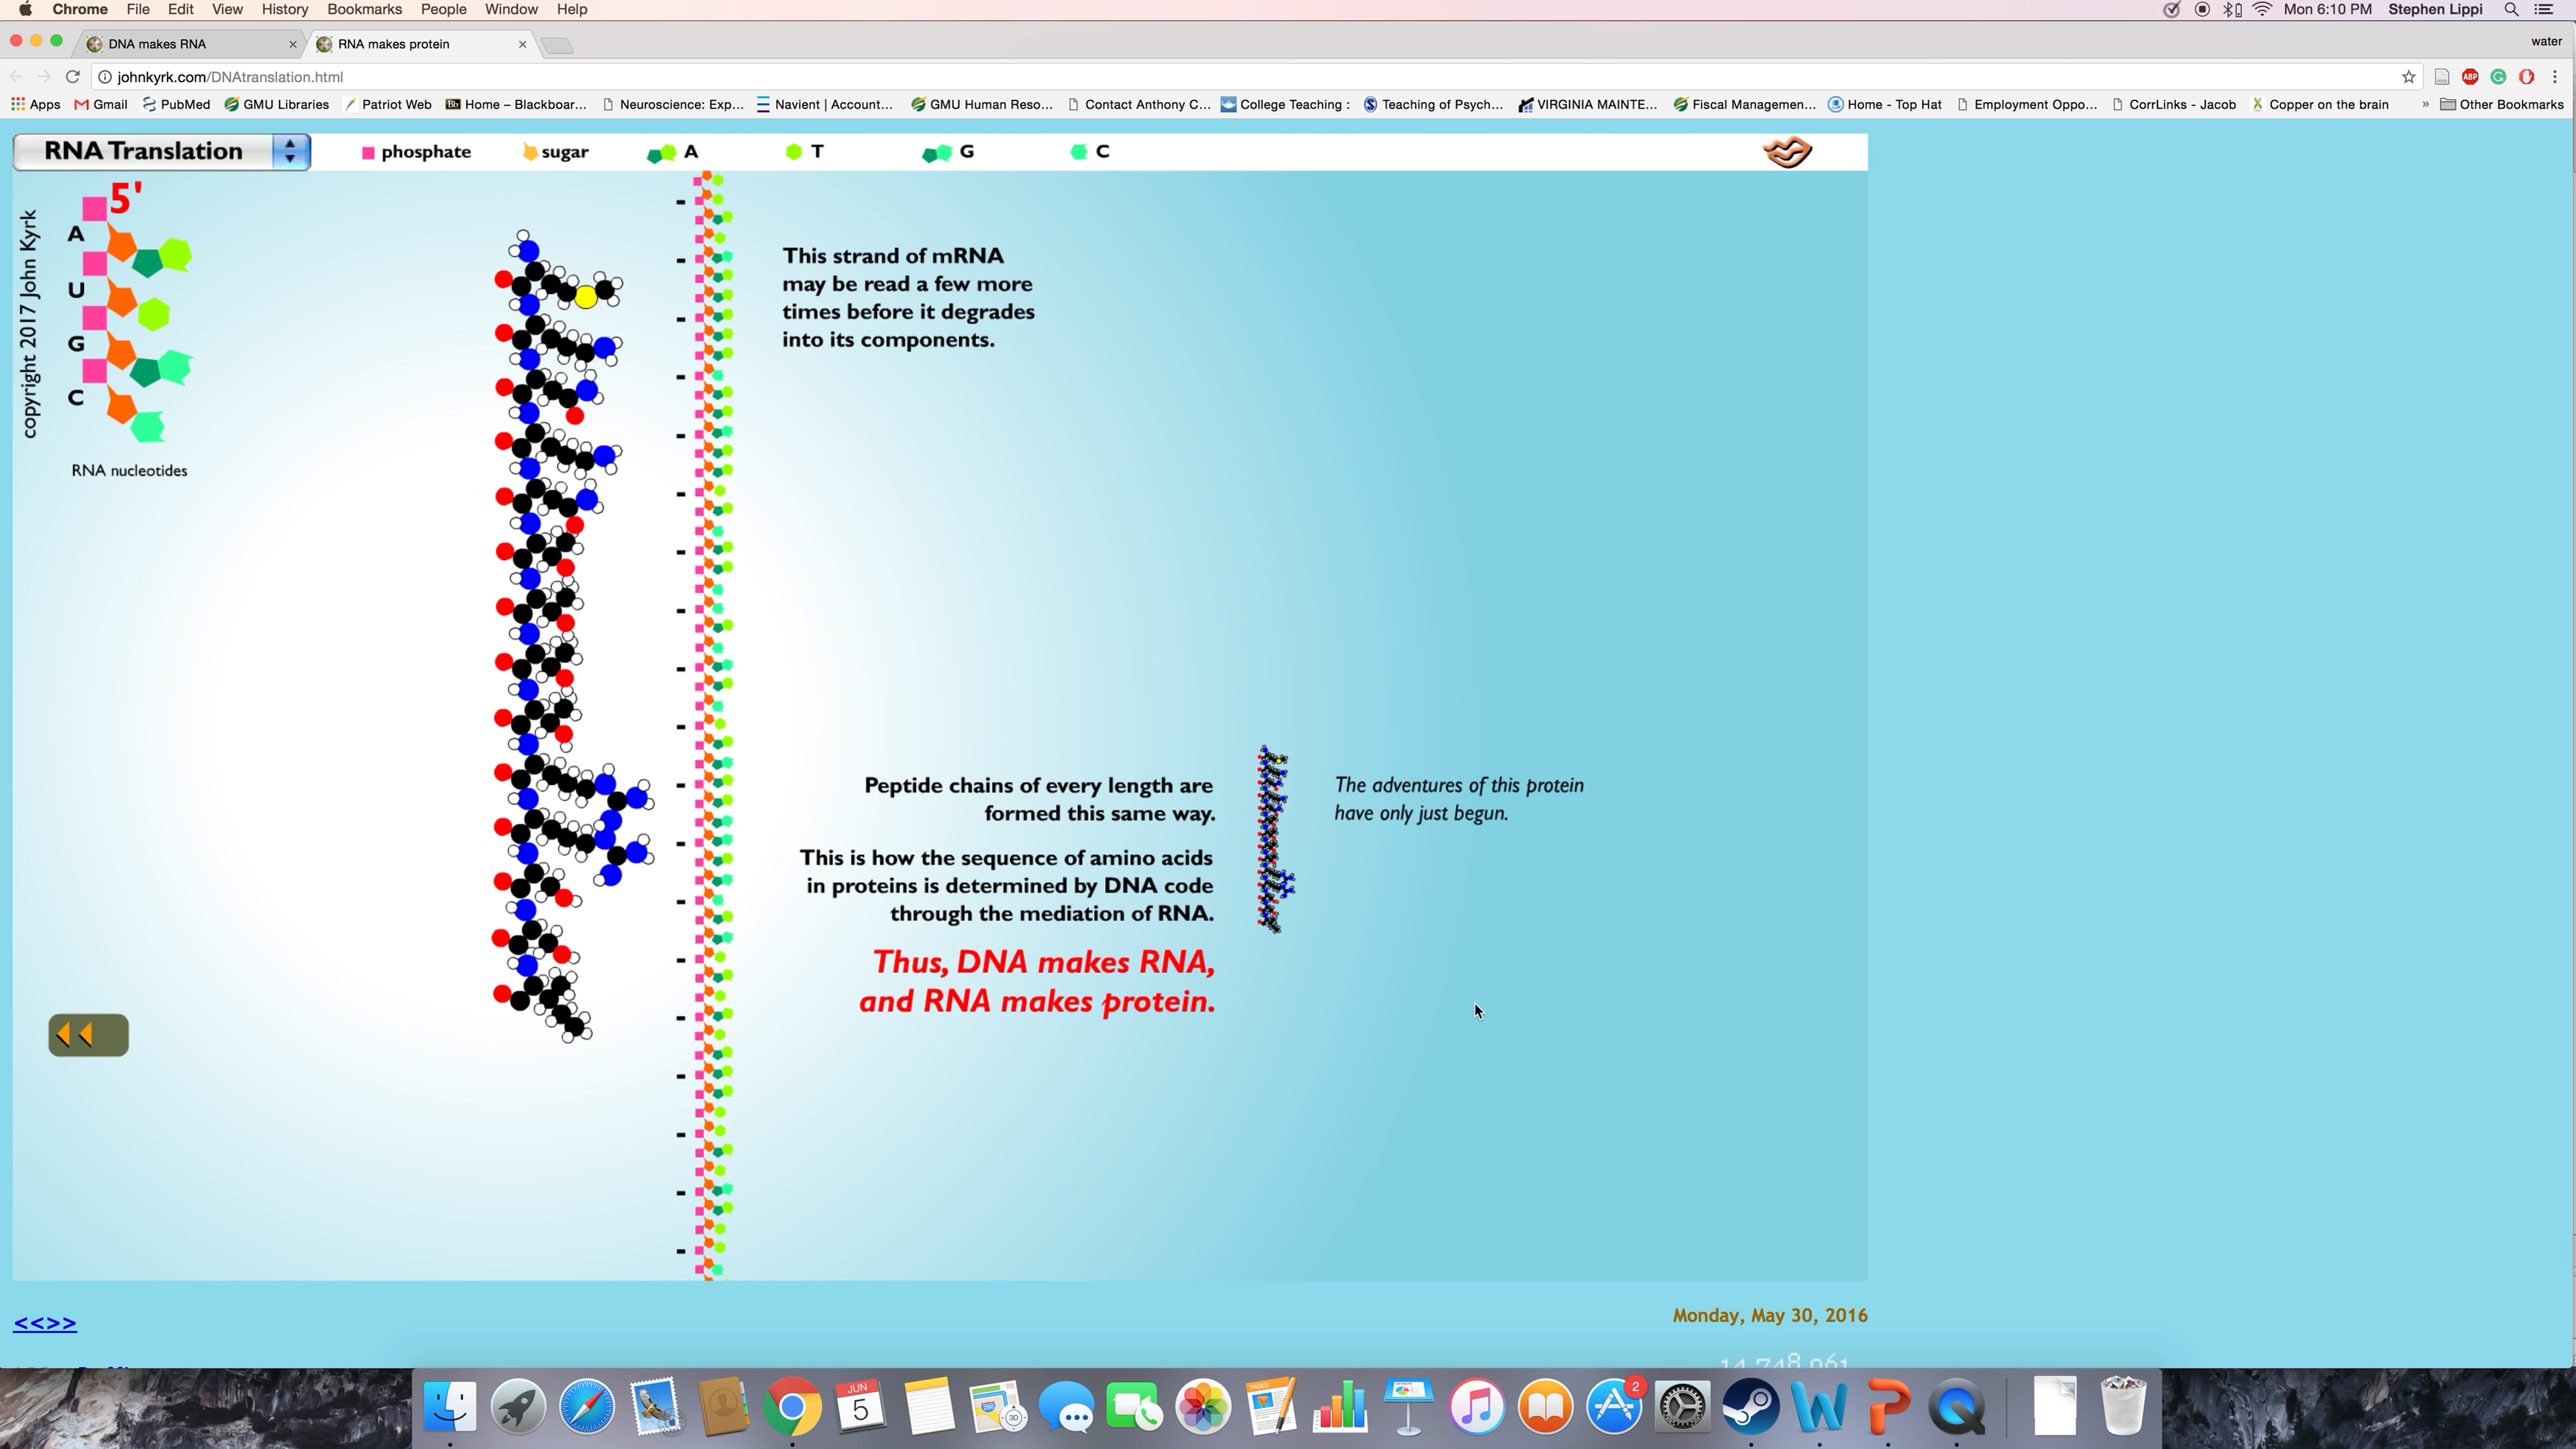 Chrome File Edit View History Bookmarks People Window Help Mon 6:10 PM Stephen Lippi
DNA makes RNA RNA makes protein water
johnkyrk.com/DNAtranslation.html ABP
Apps Gmail PubMed GMU Libraries Patriot Web Bb Home – Blackboar... Neuroscience: Exp... Navient | Account... GMU Human Reso... Contact Anthony C... College Teaching : Teaching of Psych... VIRGINIA MAINTE... Fiscal Managemen... Home - Top Hat Employment Oppo... CorrLinks - Jacob Copper on the brain » Other Bookmarks
RNA Translation phosphate sugar A T G C
copyright 2017 John Kyrk
5'
A
U
G
C
RNA nucleotides
This strand of mRNA
may be read a few more
times before it degrades
into its components.
Peptide chains of every length are
formed this same way.
This is how the sequence of amino acids
in proteins is determined by DNA code
through the mediation of RNA.
Thus, DNA makes RNA,
and RNA makes protein.
The adventures of this protein
have only just begun.
<<>>
Monday, May 30, 2016
JUN
5
3D
2